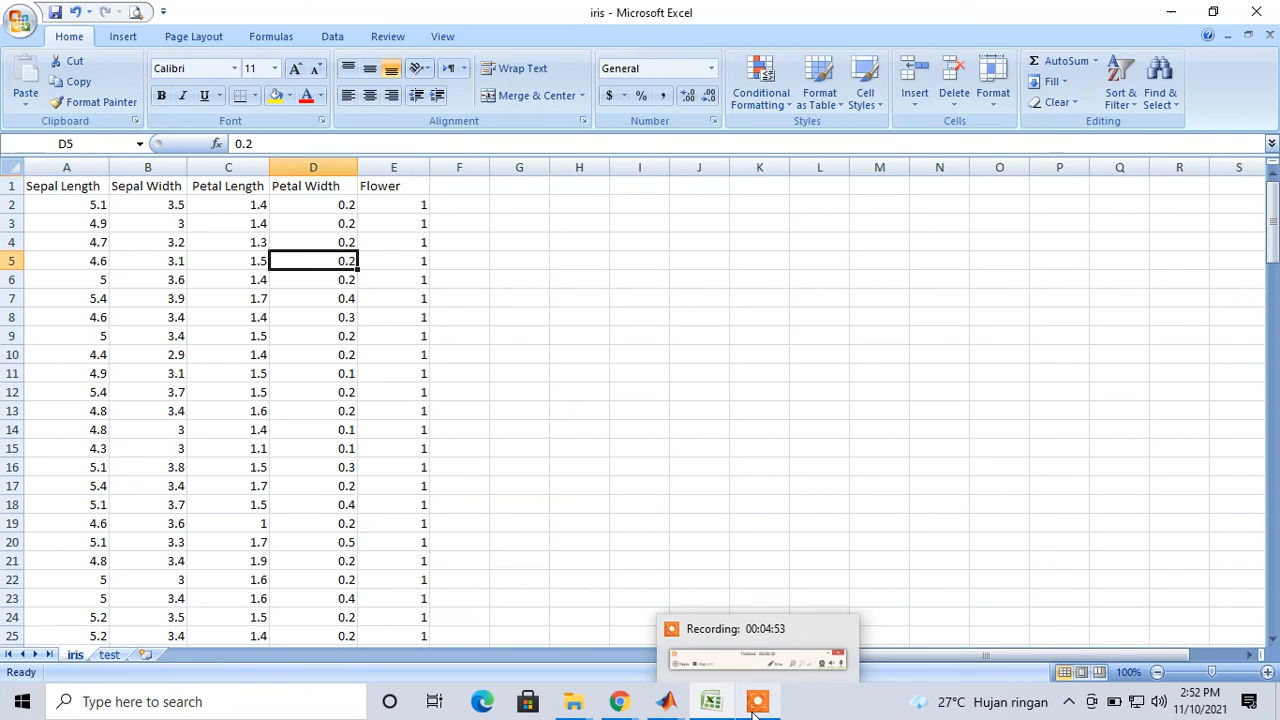 iris - Microsoft Excel
Home Insert Page Layout Formulas Data Review View
Paste Cut Copy Format Painter Clipboard
Calibri 11 B I U A A A Font
Wrap Text Merge & Center Alignment
General $ % , Number
Conditional Formatting Format as Table Cell Styles Styles
Insert Delete Format Cells
Σ AutoSum Fill Clear Sort & Filter Find & Select Editing
D5 fx 0.2
A B C D E F G H I J K L M N O P Q R S
1 Sepal Length Sepal Width Petal Length Petal Width Flower
2 5.1 3.5 1.4 0.2 1
3 4.9 3 1.4 0.2 1
4 4.7 3.2 1.3 0.2 1
5 4.6 3.1 1.5 0.2 1
6 5 3.6 1.4 0.2 1
7 5.4 3.9 1.7 0.4 1
8 4.6 3.4 1.4 0.3 1
9 5 3.4 1.5 0.2 1
10 4.4 2.9 1.4 0.2 1
11 4.9 3.1 1.5 0.1 1
12 5.4 3.7 1.5 0.2 1
13 4.8 3.4 1.6 0.2 1
14 4.8 3 1.4 0.1 1
15 4.3 3 1.1 0.1 1
16 5.1 3.8 1.5 0.3 1
17 5.4 3.4 1.7 0.2 1
18 5.1 3.7 1.5 0.4 1
19 4.6 3.6 1 0.2 1
20 5.1 3.3 1.7 0.5 1
21 4.8 3.4 1.9 0.2 1
22 5 3 1.6 0.2 1
23 5 3.4 1.6 0.4 1
24 5.2 3.5 1.5 0.2 1
25 5.2 3.4 1.4 0.2 1
Recording: 00:04:53
iris test
Ready 100%
Type here to search
27°C Hujan ringan
2:52 PM
11/10/2021